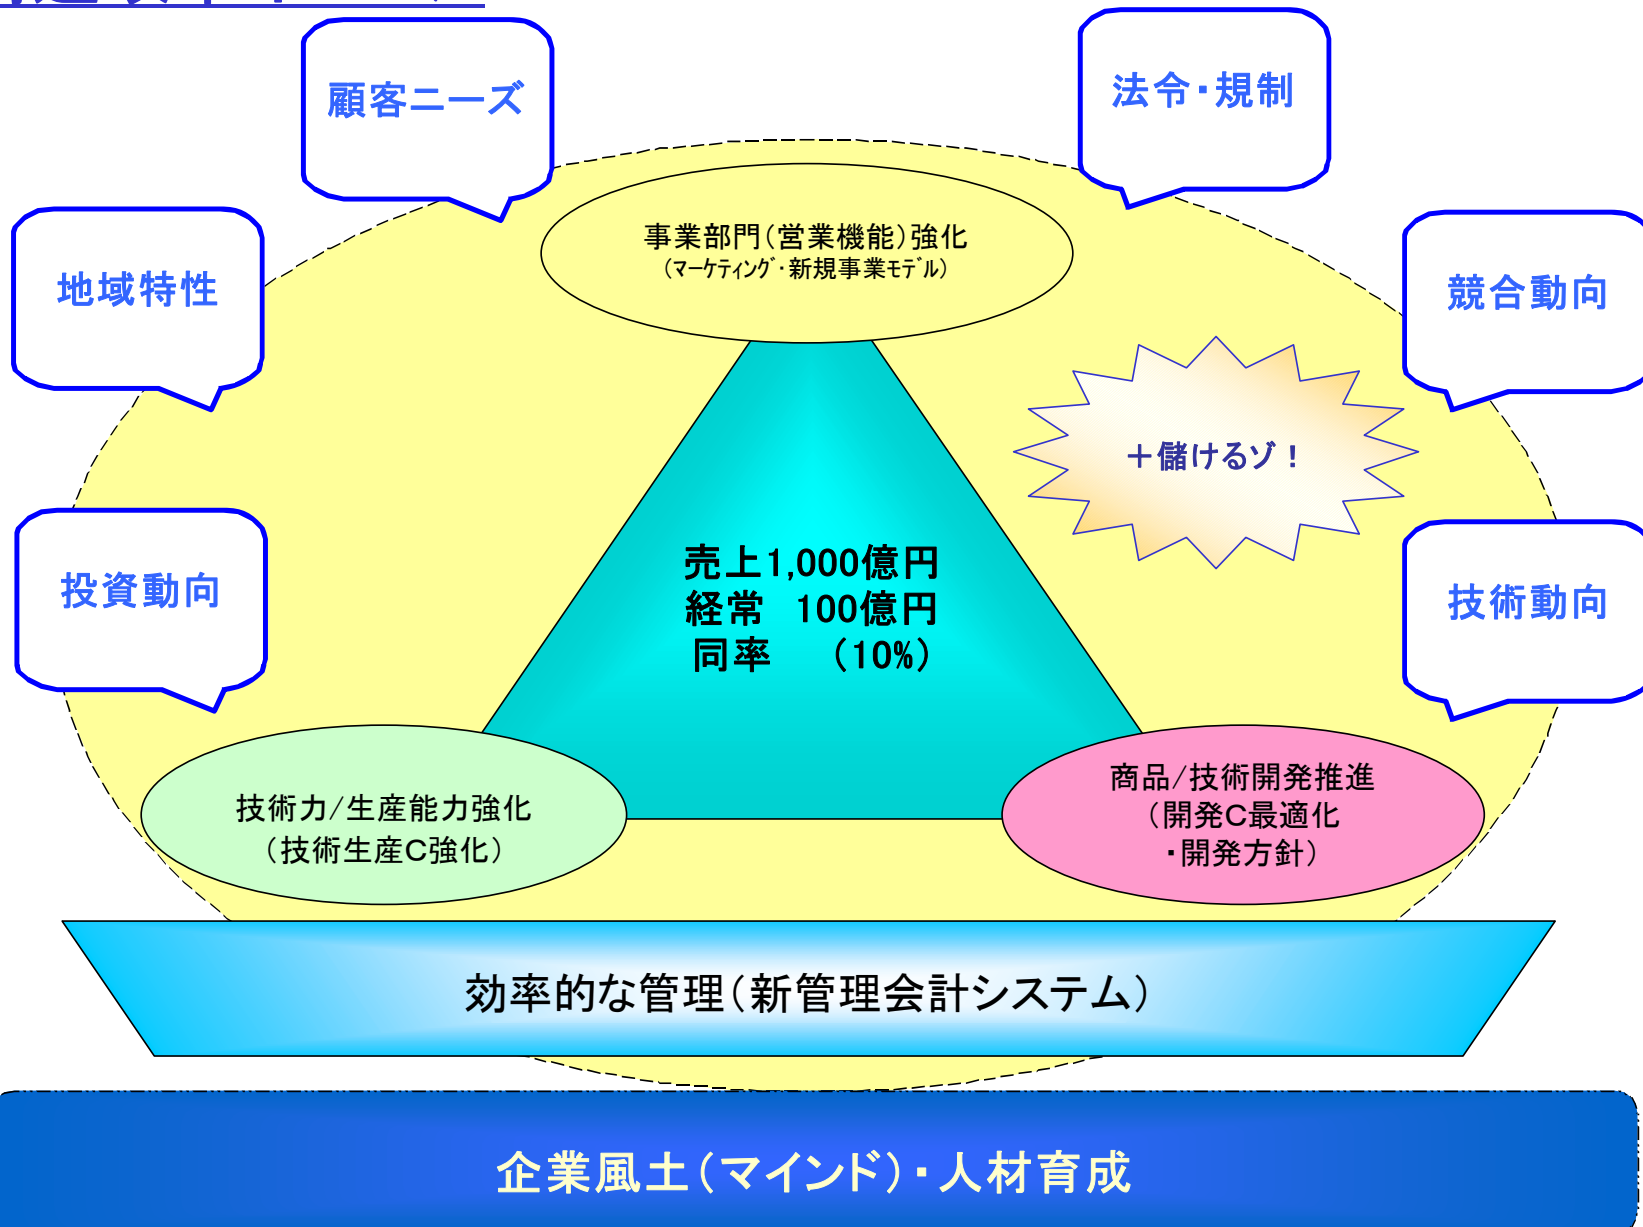 顧客ニーズ
法令・規制
事業部門（営業機能）強化
（ﾏｰｹﾃｨﾝｸﾞ・新規事業ﾓﾃﾞﾙ）
地域特性
競合動向
＋儲けるゾ！
売上1,000億円
経常　100億円
同率　（10%）
投資動向
技術動向
技術力/生産能力強化
（技術生産C強化）
商品/技術開発推進
（開発C最適化
・開発方針）
効率的な管理（新管理会計システム）
企業風土（マインド）・人材育成